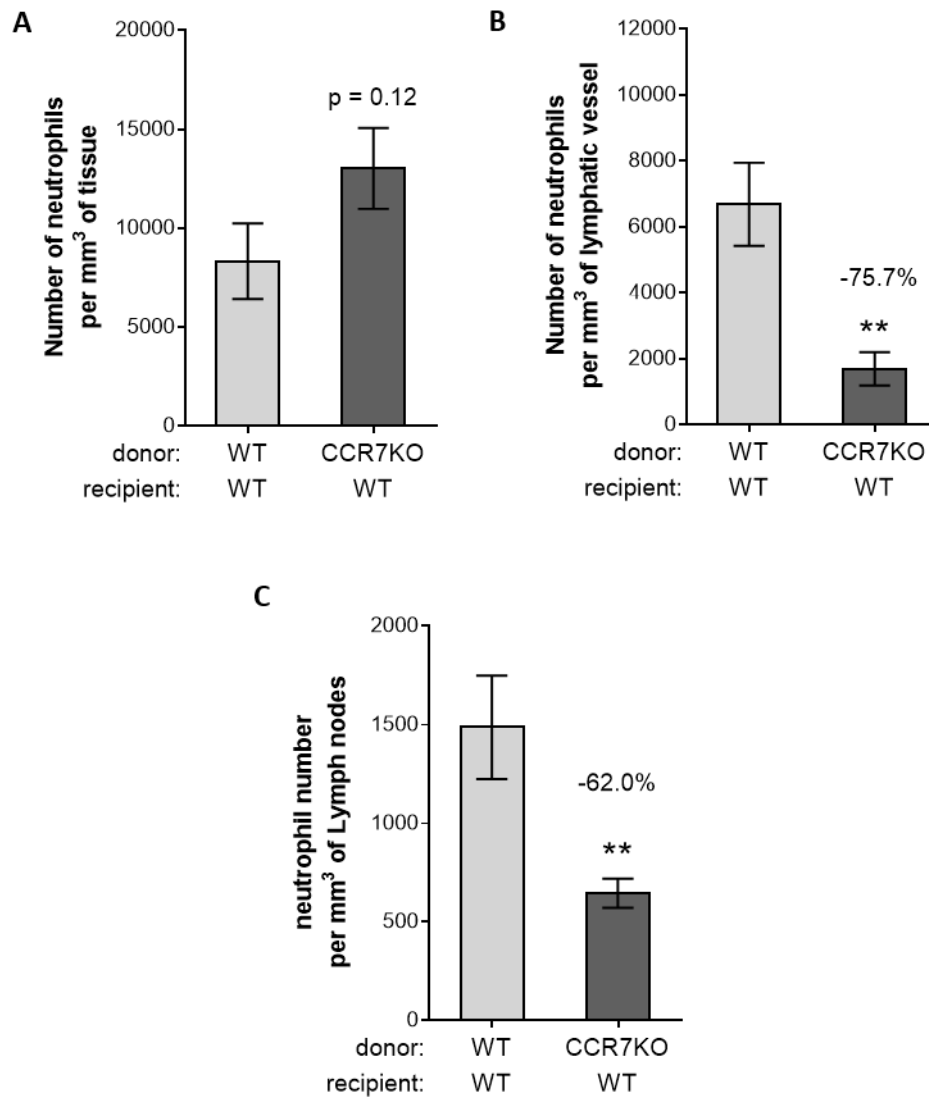 A
Number of neutrophils
per mm³ of tissue
20000
15000
10000
5000
0
p = 0.12
donor: WT CCR7KO
recipient: WT WT
B
Number of neutrophils
per mm³ of lymphatic vessel
12000
10000
8000
6000
4000
2000
0
-75.7%
**
donor: WT CCR7KO
recipient: WT WT
C
neutrophil number
per mm³ of Lymph nodes
2000
1500
1000
500
0
-62.0%
**
donor: WT CCR7KO
recipient: WT WT